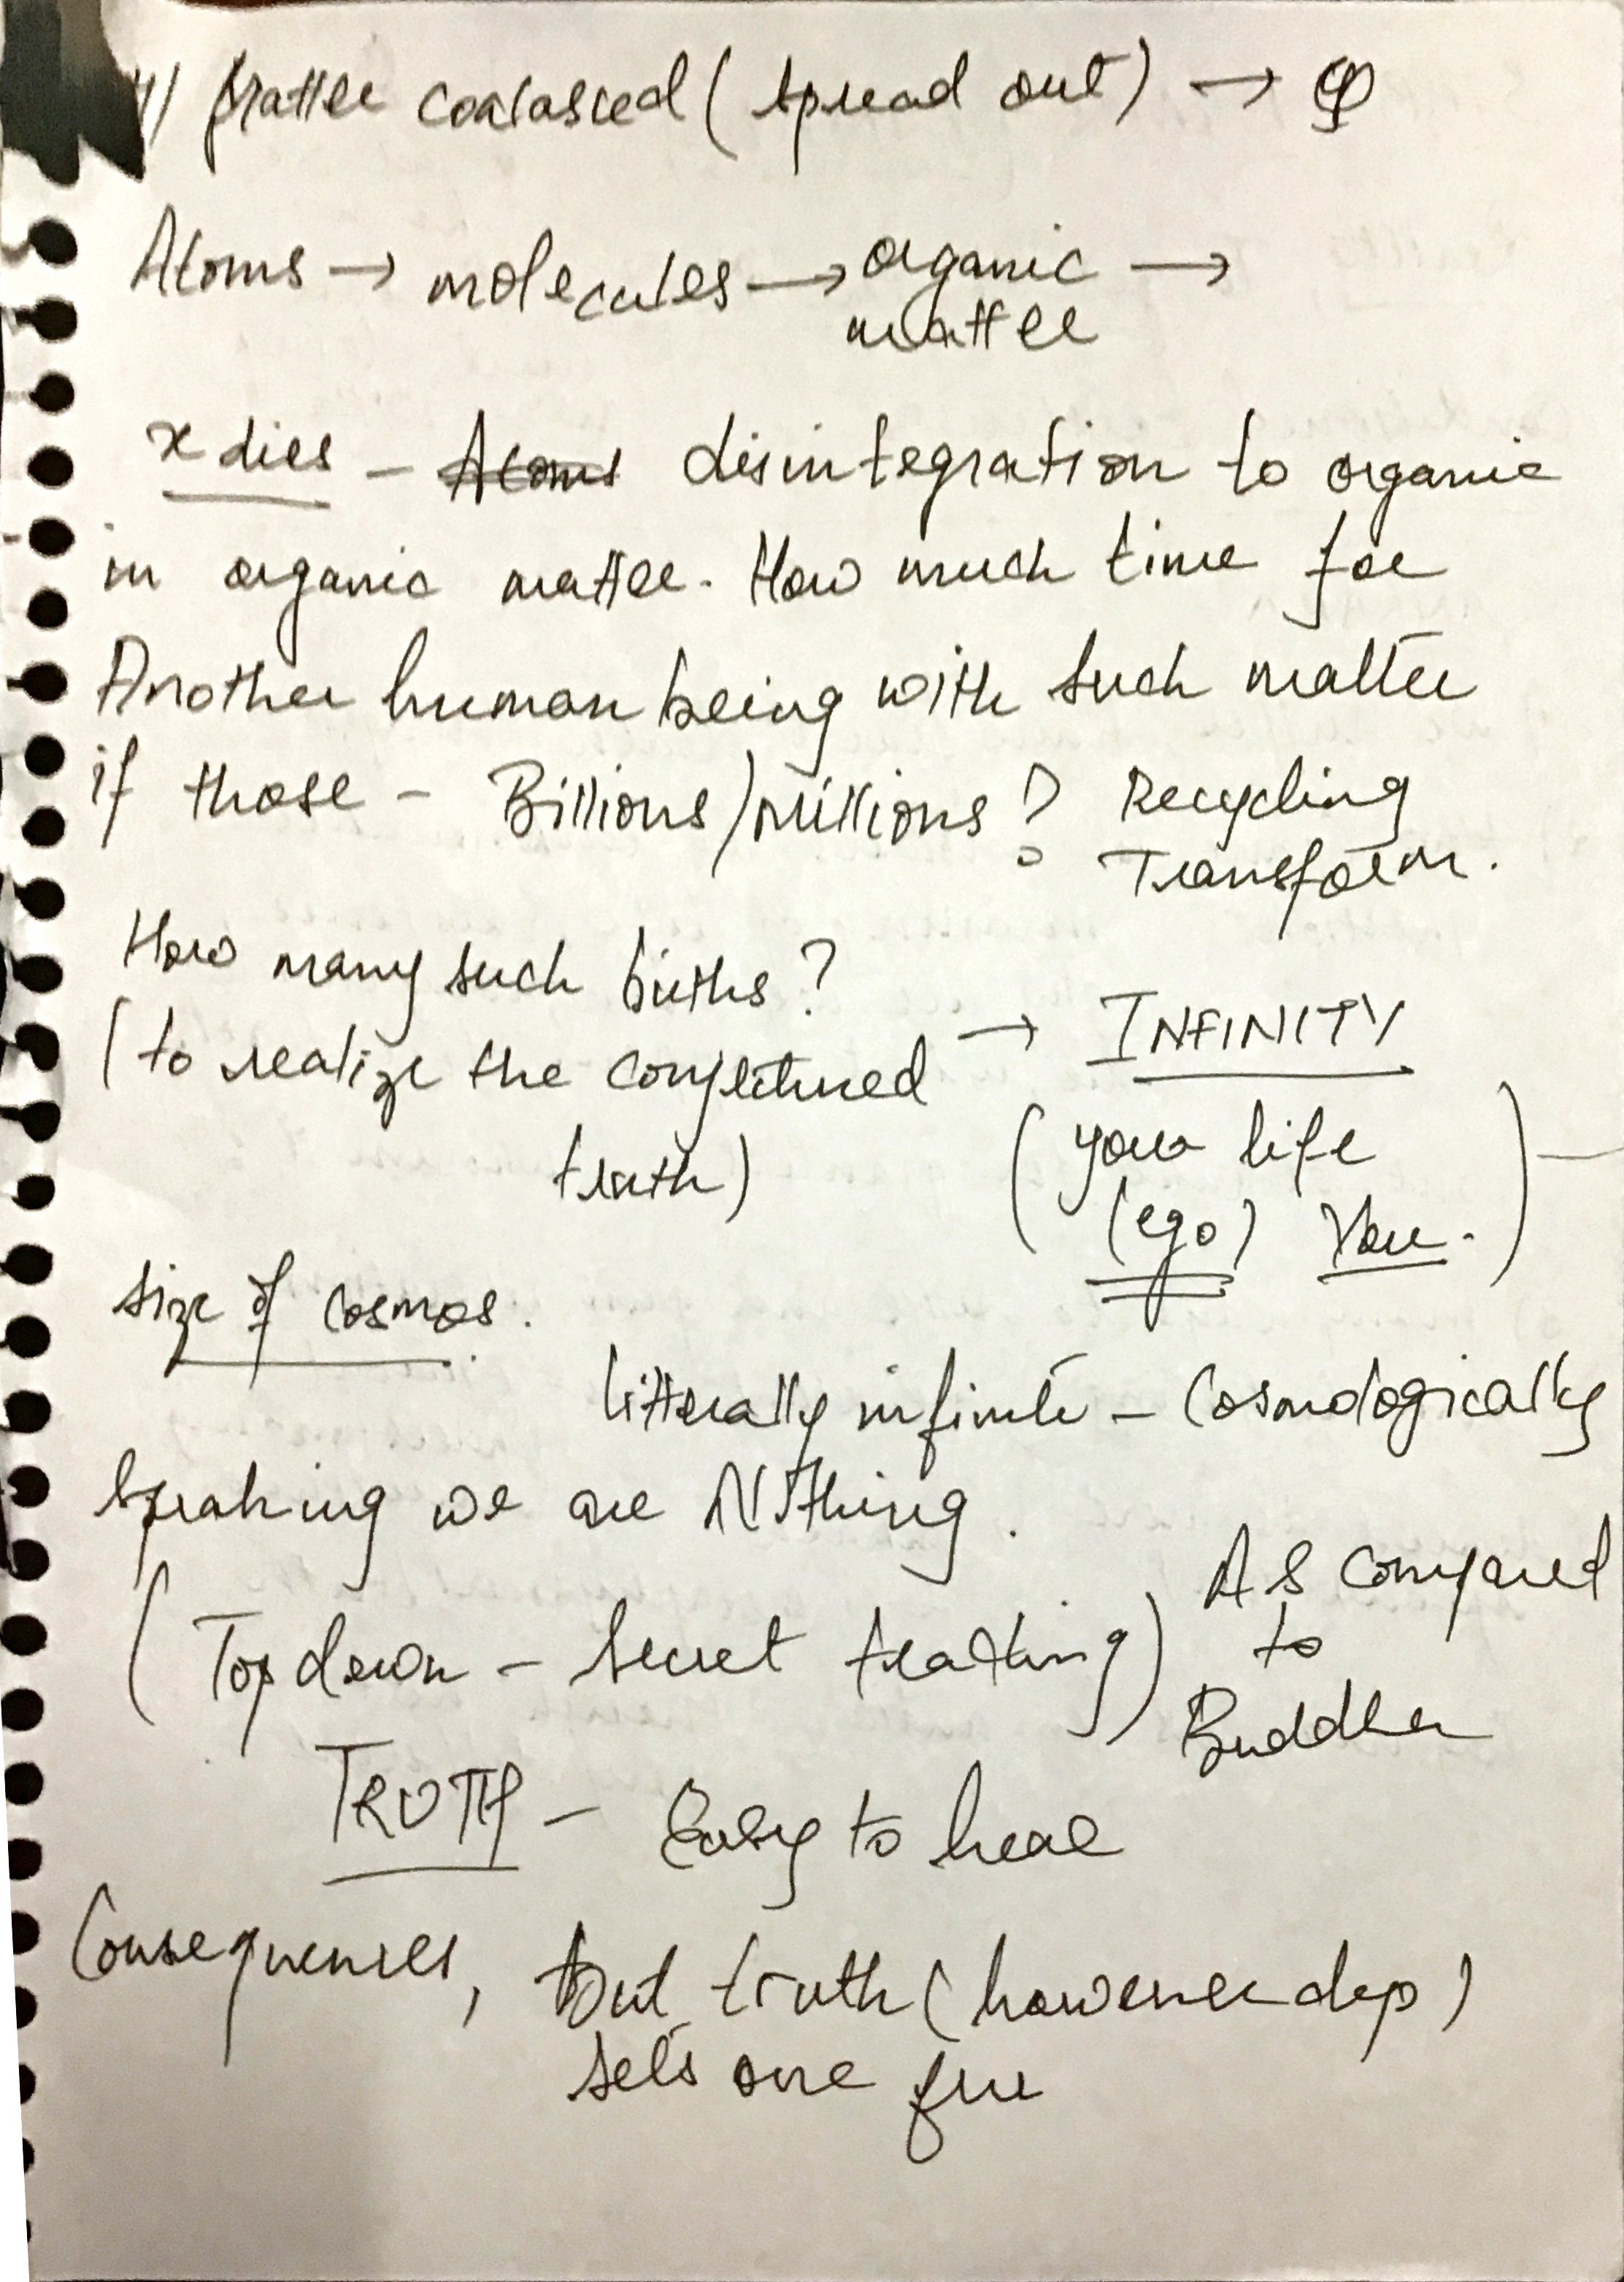 4) Matter coalasced (spread out) → φ
Atoms → molecules → organic →
matter
x dies - Atoms disintegration to organic
in organic matter. How much time for
Another human being with such matter
if those - Billions/millions? Recycling
Transform.
How many such births?
(to realize the conjectured → INFINITY
truth)
(your life
(ego) You.) —
Size of cosmos.
litterally infinite - Cosmologically
speaking we are Nothing.
(Top down - Secret teaching) As compared
to
Buddha
TRUTH - Easy to hear
Consequences, but truth (however deep)
sets one free